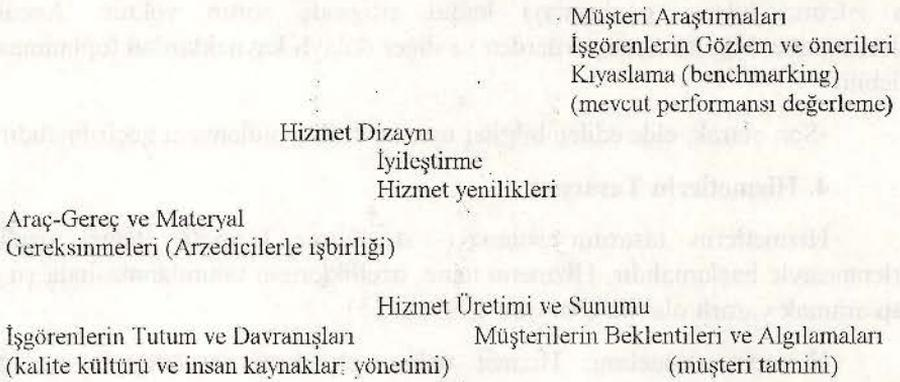 Müşteri Araştırmaları
İşgörenlerin Gözlem ve önerileri
Kıyaslama (benchmarking)
(mevcut performansı değerleme)
Hizmet Dizaynı
İyileştirme
Hizmet yenilikleri
Araç-Gereç ve Materyal
Gereksinmeleri (Arzedicilerle işbirliği)
Hizmet Üretimi ve Sunumu
İşgörenlerin Tutum ve Davranışları
Müşterilerin Beklentileri ve Algılamaları
(kalite kültürü ve insan kaynakları yönetimi)
(müşteri tatmini)